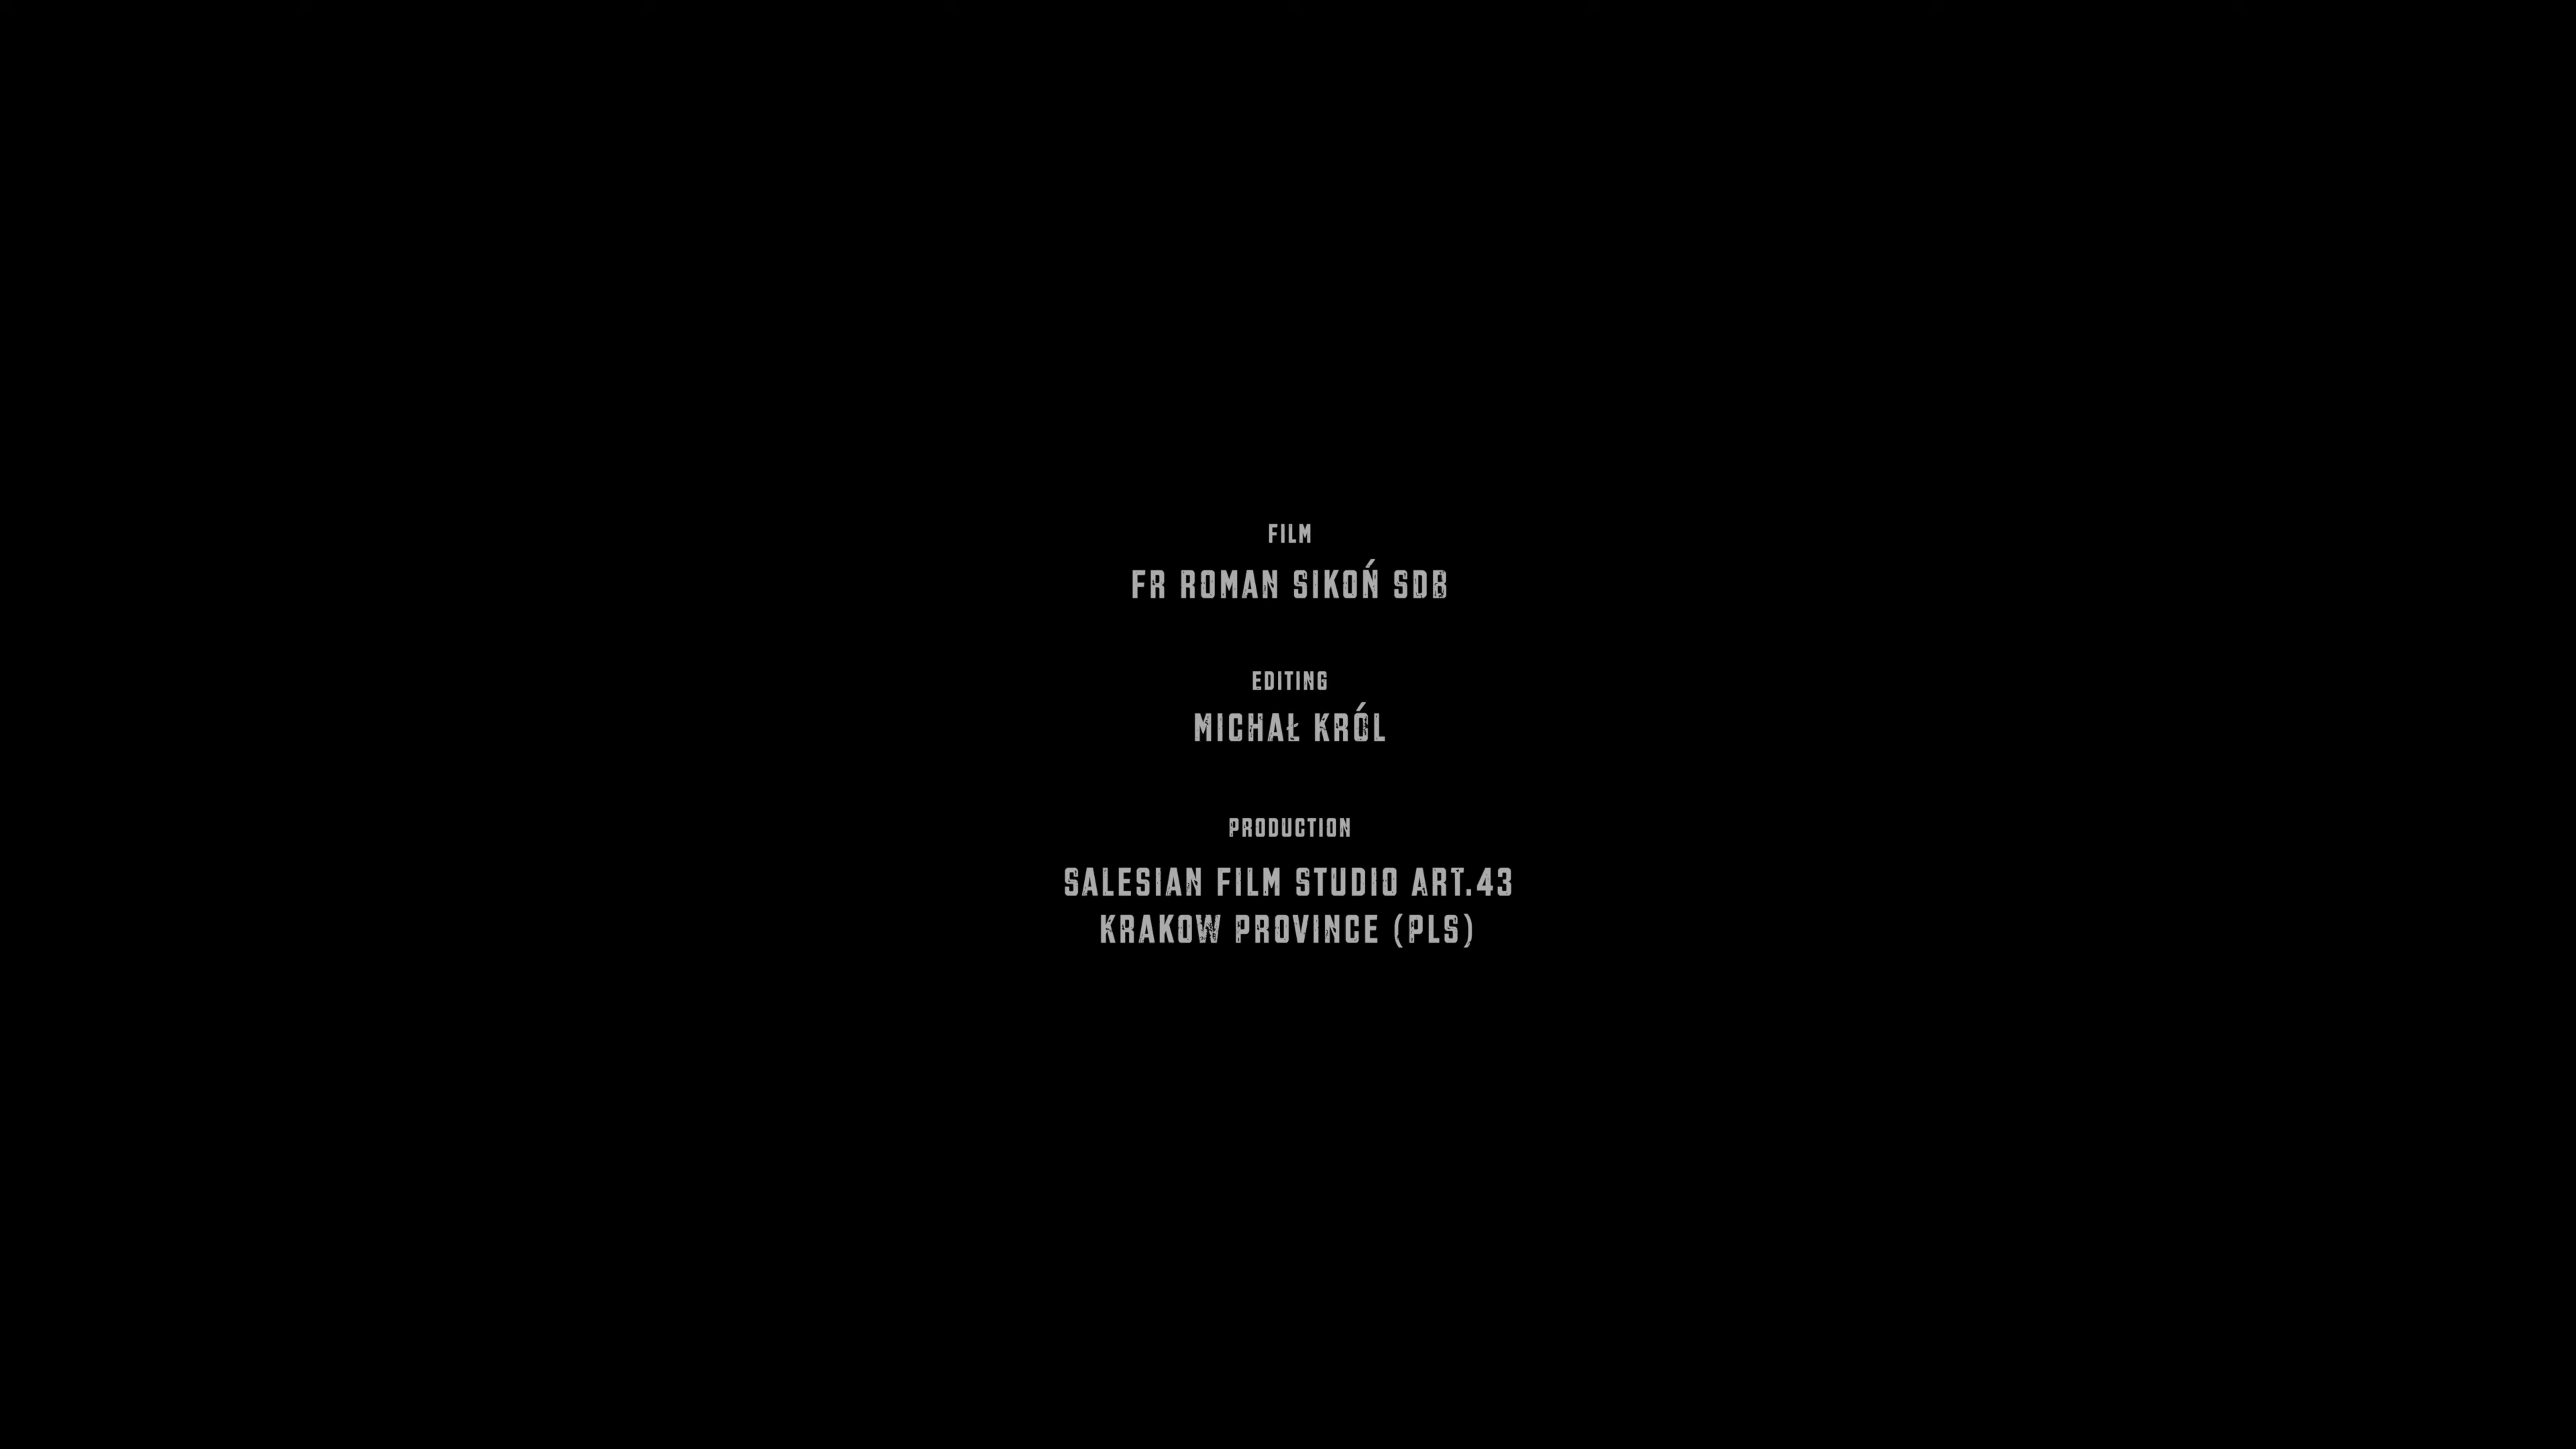 FILM
FR ROMAN SIKOŃ SDB
EDITING
MICHAŁ KRÓL
PRODUCTION
SALESIAN FILM STUDIO ART.43
KRAKOW PROVINCE (PLS)